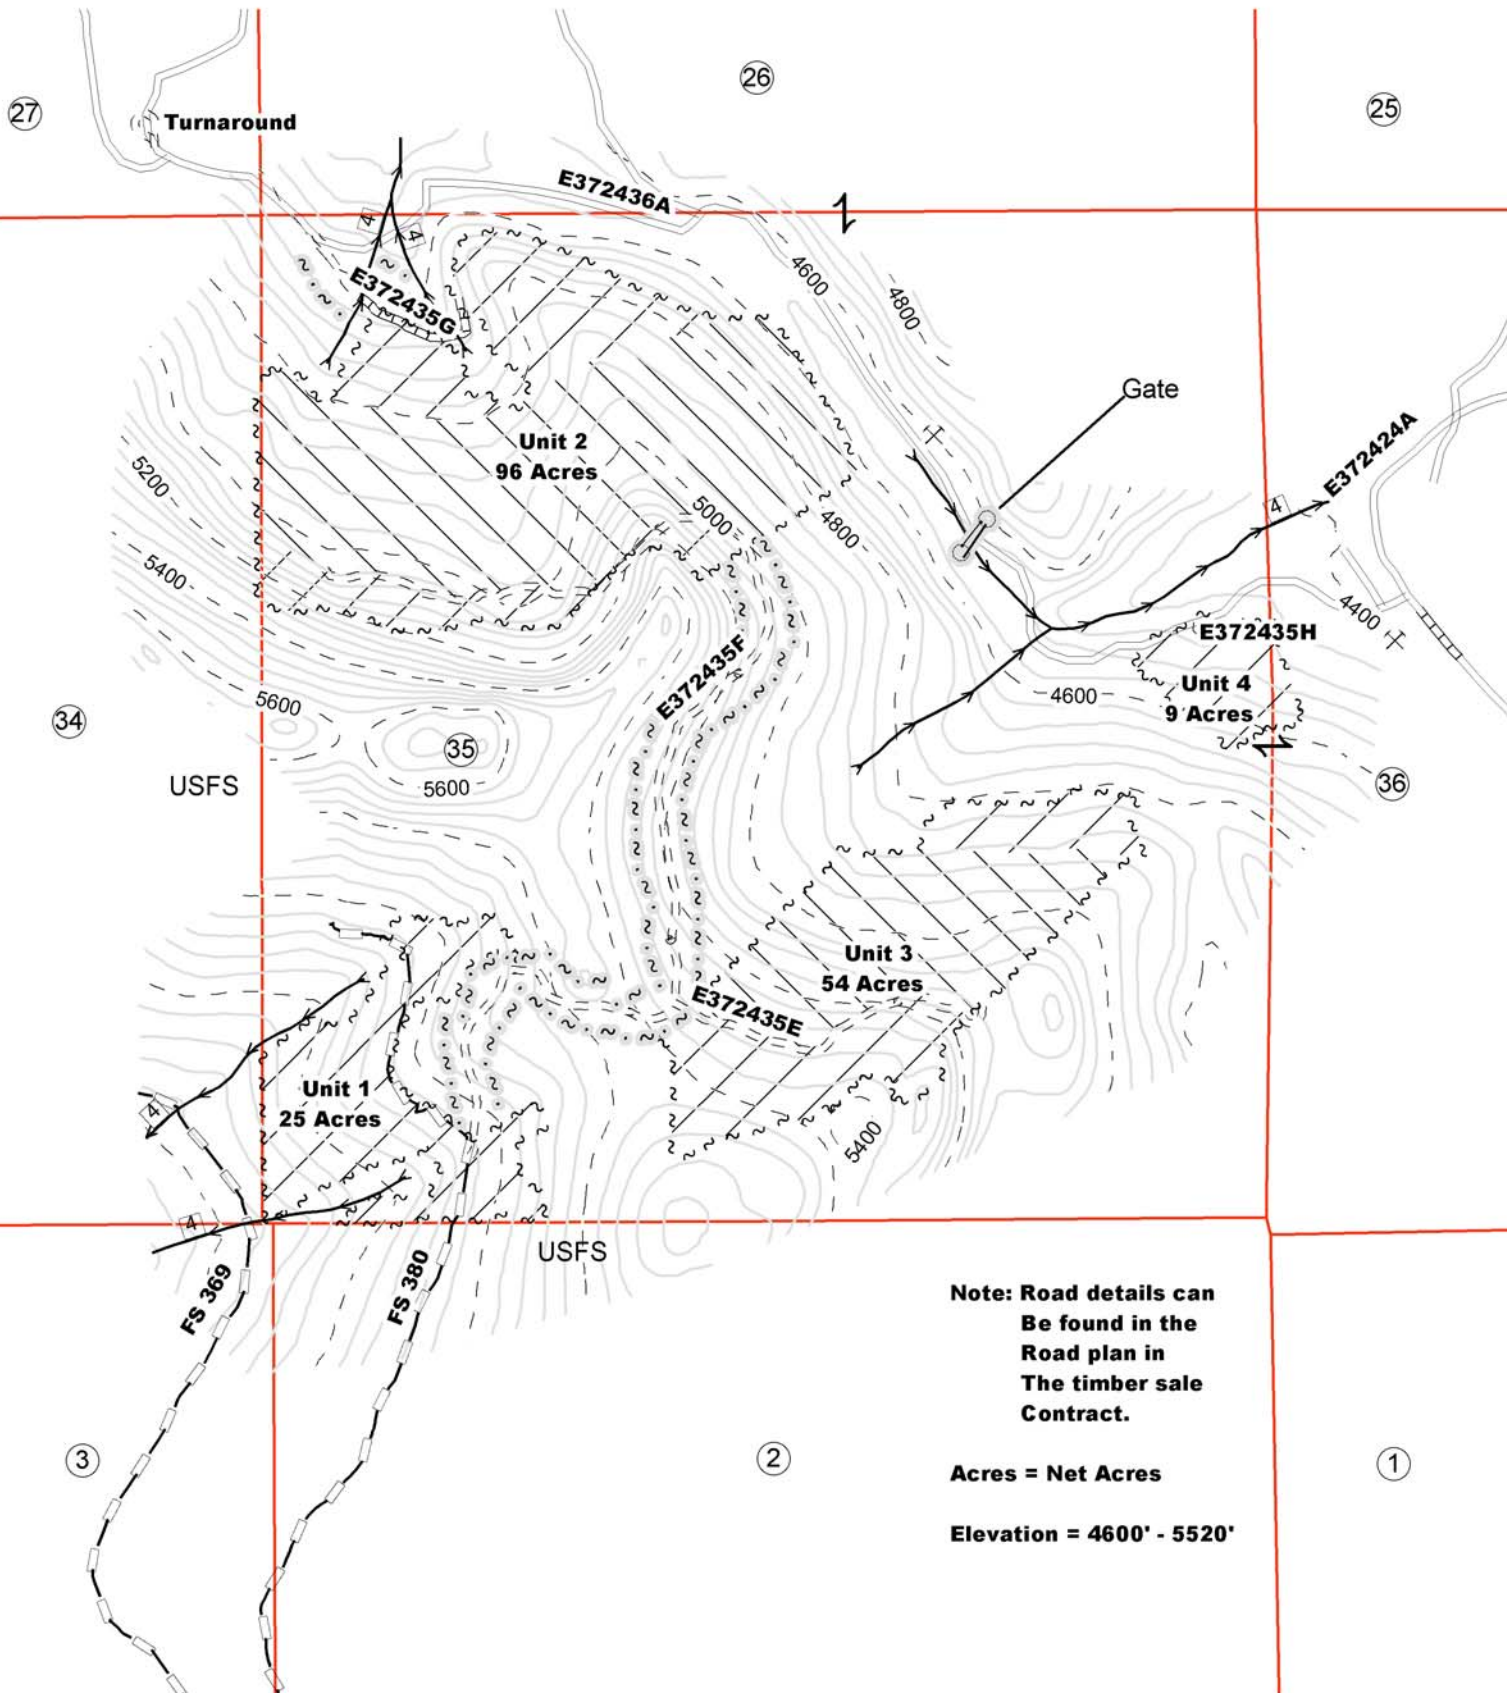 26
27
25
Turnaround
E372436A
4
4
E372435G
4600
4800
Gate
E372424A
4
Unit 2
96 Acres
5200
5000
4800
5400
4400
E372435H
E372435F
Unit 4
9 Acres
4600
5600
34
35
5600
USFS
36
Unit 3
54 Acres
E372435E
Unit 1
25 Acres
4
5400
4
USFS
FS 369
FS 380
Note: Road details can
Be found in the
Road plan in
The timber sale
Contract.
3
2
1
Acres = Net Acres
Elevation = 4600' - 5520'